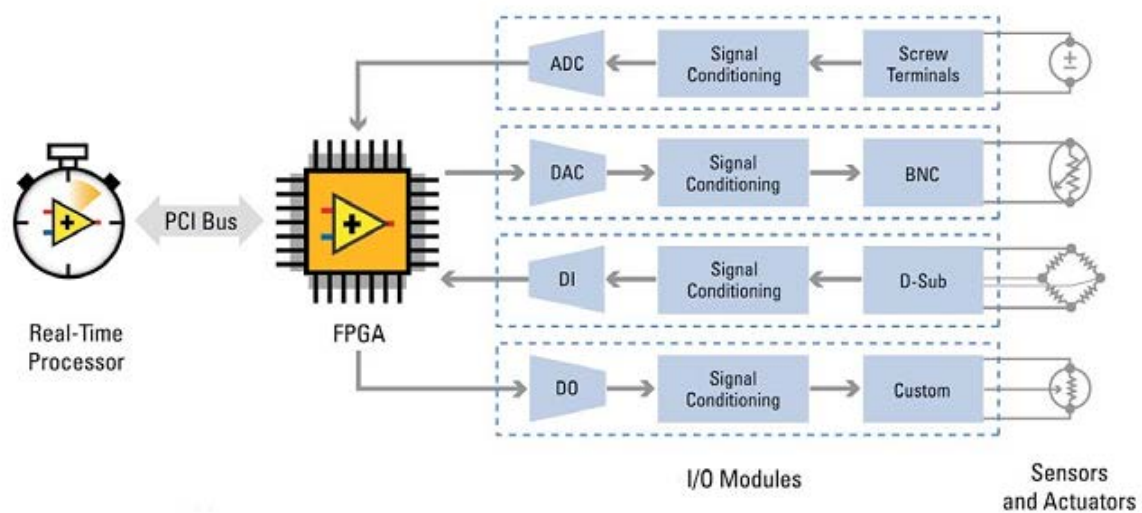 ADC
Signal
Conditioning
Screw
Terminals
DAC
Signal
Conditioning
BNC
PCI Bus
DI
Signal
Conditioning
D-Sub
Real-Time
Processor
FPGA
DO
Signal
Conditioning
Custom
I/O Modules
Sensors
and Actuators